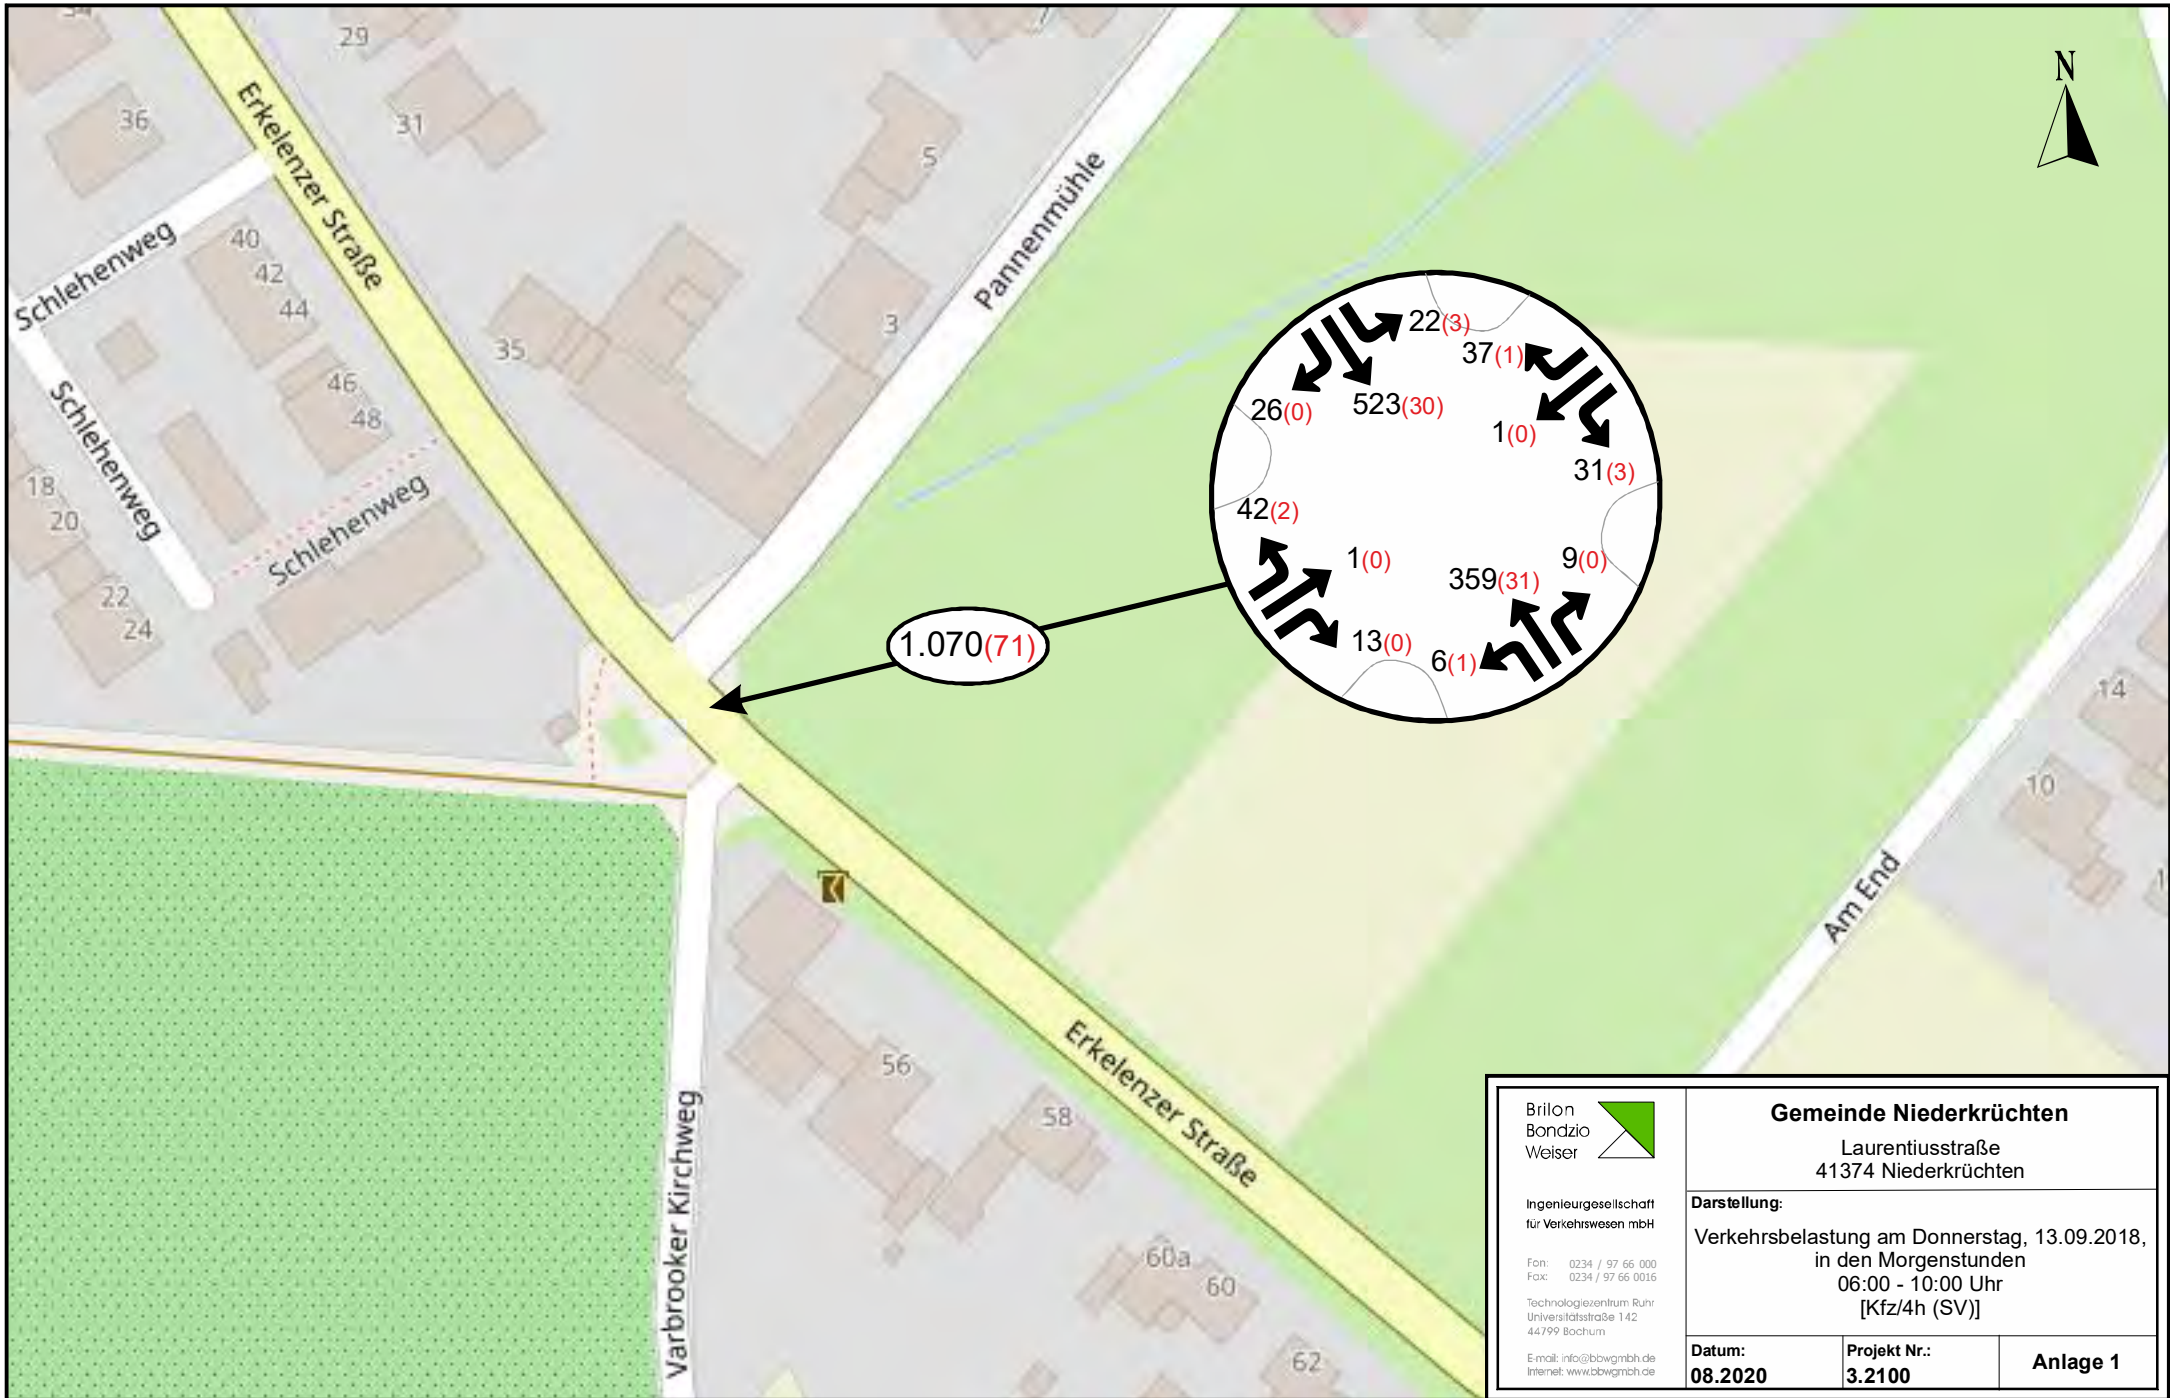 29
36
31
Erkelenzer Straße
5
N
Pannenmühle
Schlehenweg
40
42
44
3
35
46
48
Schlehenweg
18
20
Schlehenweg
22
24
22(3)
37(1)
26(0)
523(30)
1(0)
31(3)
42(2)
1(0)
359(31)
9(0)
13(0)
6(1)
1.070(71)
14
10
Am End
56
58
Erkelenzer Straße
Varbrooker Kirchweg
60a
60
62
Brilon
Bondzio
Weiser
Ingenieurgesellschaft
für Verkehrswesen mbH
Fon: 0234 / 97 66 000
Fax: 0234 / 97 66 0016
Technologiezentrum Ruhr
Universitätsstraße 142
44799 Bochum
E-mail: info@bbwgmbh.de
Internet: www.bbwgmbh.de
Gemeinde Niederkrüchten
Laurentiusstraße
41374 Niederkrüchten
Darstellung:
Verkehrsbelastung am Donnerstag, 13.09.2018,
in den Morgenstunden
06:00 - 10:00 Uhr
[Kfz/4h (SV)]
Datum:
08.2020
Projekt Nr.:
3.2100
Anlage 1